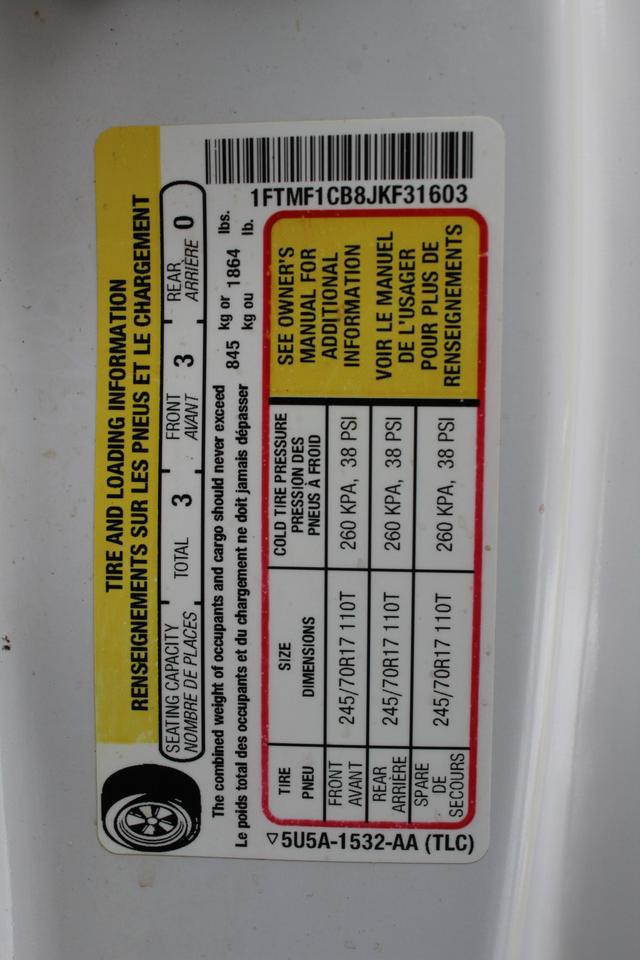 TIRE AND LOADING INFORMATION
RENSEIGNEMENTS SUR LES PNEUS ET LE CHARGEMENT
SEATING CAPACITY TOTAL 3 FRONT 3 REAR 0
NOMBRE DE PLACES AVANT ARRIÈRE
The combined weight of occupants and cargo should never exceed 845 kg or 1864 lbs.
Le poids total des occupants et du chargement ne doit jamais dépasser kg ou lb.
1FTMF1CB8JKF31603
TIRE SIZE COLD TIRE PRESSURE
PNEU DIMENSIONS PRESSION DES
PNEUS À FROID
FRONT 245/70R17 110T 260 KPA, 38 PSI
AVANT
REAR 245/70R17 110T 260 KPA, 38 PSI
ARRIÈRE
SPARE 245/70R17 110T 260 KPA, 38 PSI
DE
SECOURS
SEE OWNER'S
MANUAL FOR
ADDITIONAL
INFORMATION
VOIR LE MANUEL
DE L'USAGER
POUR PLUS DE
RENSEIGNEMENTS
5U5A-1532-AA (TLC)